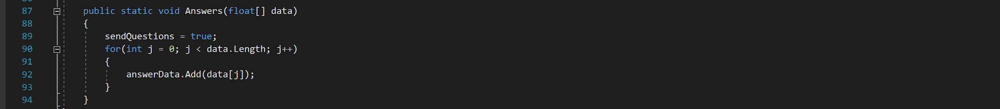 87 public static void Answers(float[] data)
88 {
89 sendQuestions = true;
90 for(int j = 0; j < data.Length; j++)
91 {
92 answerData.Add(data[j]);
93 }
94 }